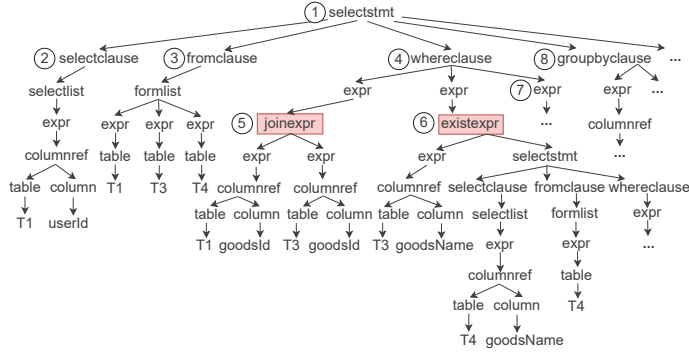 1 selectstmt
2 selectclause 3 fromclause 4 whereclause 8 groupbyclause ...
selectlist formlist expr expr 7 expr expr ...
expr expr expr expr 5 joinexpr 6 existexpr ... columnref
columnref table table table expr expr expr selectstmt ...
table column T1 T3 T4 columnref columnref columnref selectclause fromclause whereclause
T1 userId table column table column table column selectlist formlist expr
T1 goodsId T3 goodsId T3 goodsName expr expr ...
columnref table
table column T4
T4 goodsName